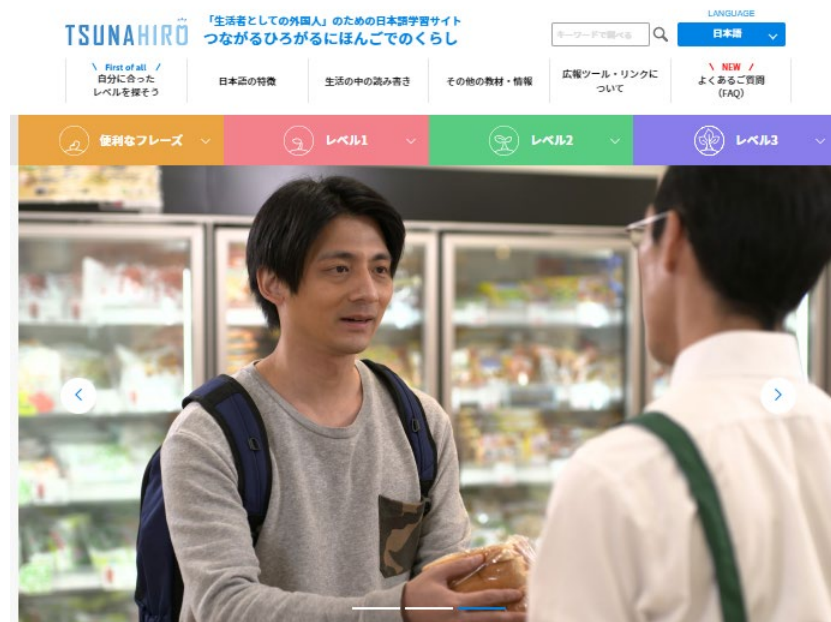 TSUNAHIRO
「生活者としての外国人」のための日本語学習サイト
つながるひろがるにほんごでのくらし
キーワードで調べる
LANGUAGE
日本語
\ First of all /
自分に合った
レベルを探そう
日本語の特徴
生活の中の読み書き
その他の教材・情報
広報ツール・リンクに
ついて
\ NEW /
よくあるご質問
（FAQ）
便利なフレーズ
レベル1
レベル2
レベル3